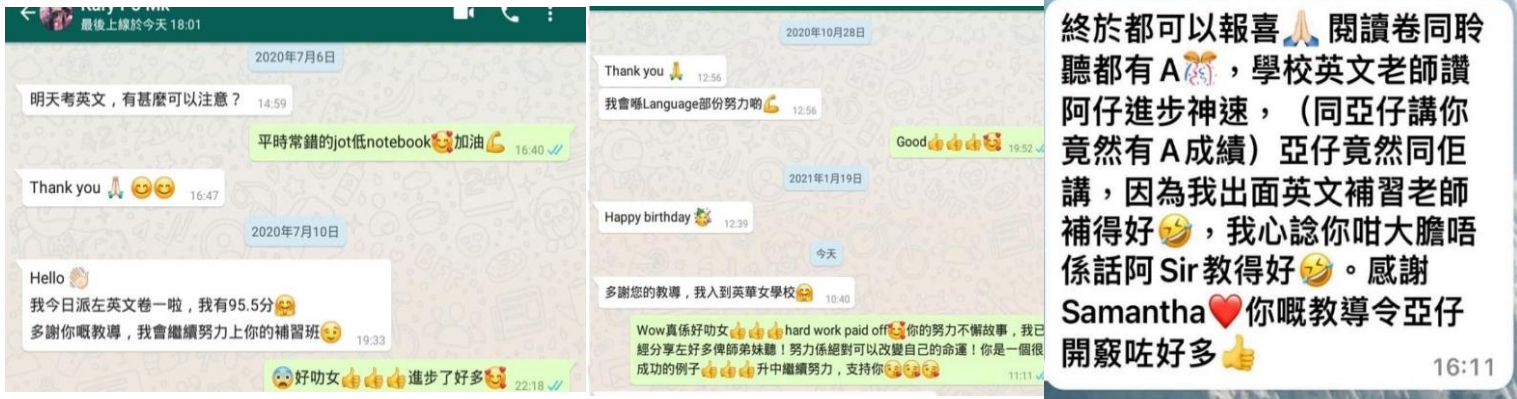 最後上線於今天 18:01
2020年7月6日
明天考英文，有甚麼可以注意？ 14:59
平時常錯的jot低notebook🥰加油💪 16:40
Thank you 🙏🏻 😊😊 16:47
2020年7月10日
Hello 👋🏻
我今日派左英文卷一啦，我有95.5分🤗
多謝你嘅教導，我會繼續努力上你的補習班😉 19:33
😨好叻女👍👍👍進步了好多🥰 22:18
2020年10月28日
Thank you 🙏 12:56
我會喺Language部份努力啲💪 12:56
Good👍👍👍🥰 19:52
2021年1月19日
Happy birthday 🥳 12:39
今天
多謝您的教導，我入到英華女學校🤗 10:40
Wow真係好叻女👍👍👍hard work paid off🥰你的努力不懈故事，我已
經分享左好多俾師弟妹聽！努力係絕對可以改變自己的命運！你是一個很
成功的例子👍👍👍升中繼續努力，支持你😘😘😘 11:11
終於都可以報喜🙏🏻 閱讀卷同聆
聽都有A🎊，學校英文老師讚
阿仔進步神速，（同亞仔講你
竟然有A成績）亞仔竟然同佢
講，因為我出面英文補習老師
補得好🤣，我心諗你咁大膽唔
係話阿Sir教得好🤣。感謝
Samantha❤️你嘅教導令亞仔
開竅咗好多👍
16:11